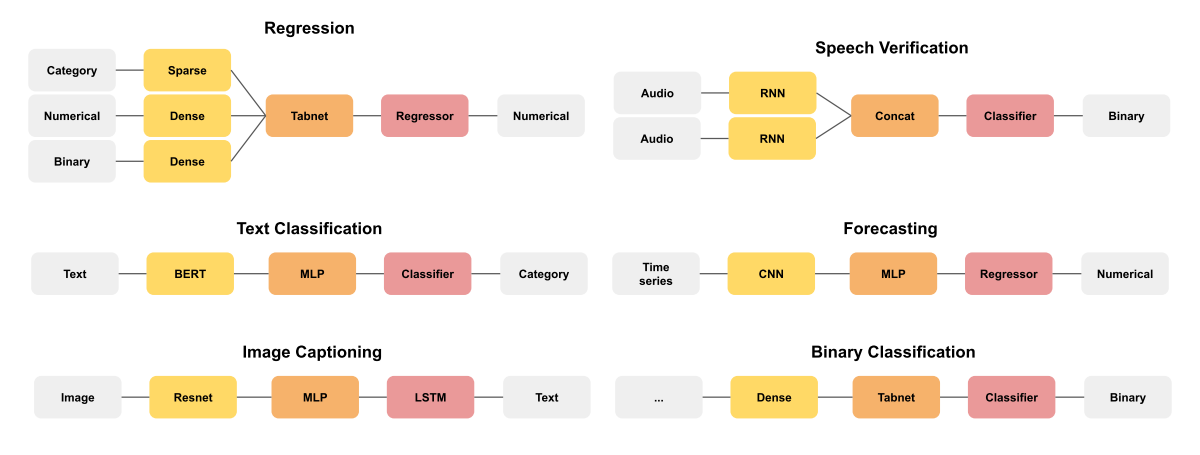 Regression
Category
Sparse
Numerical
Dense
Tabnet
Regressor
Numerical
Binary
Dense
Speech Verification
Audio
RNN
Concat
Classifier
Binary
Audio
RNN
Text Classification
Text
BERT
MLP
Classifier
Category
Forecasting
Time
series
CNN
MLP
Regressor
Numerical
Image Captioning
Image
Resnet
MLP
LSTM
Text
Binary Classification
...
Dense
Tabnet
Classifier
Binary